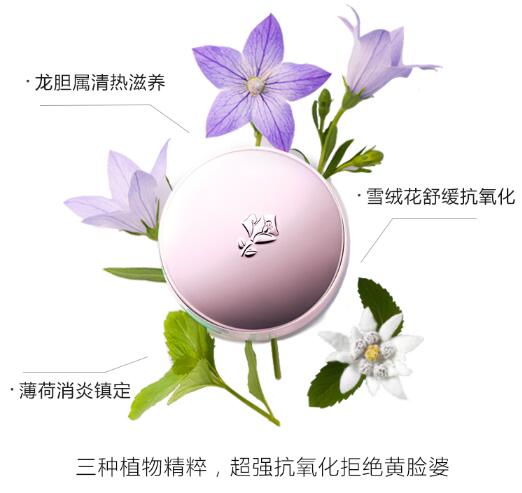 ·龙胆属清热滋养
·雪绒花舒缓抗氧化
·薄荷消炎镇定
三种植物精粹，超强抗氧化拒绝黄脸婆